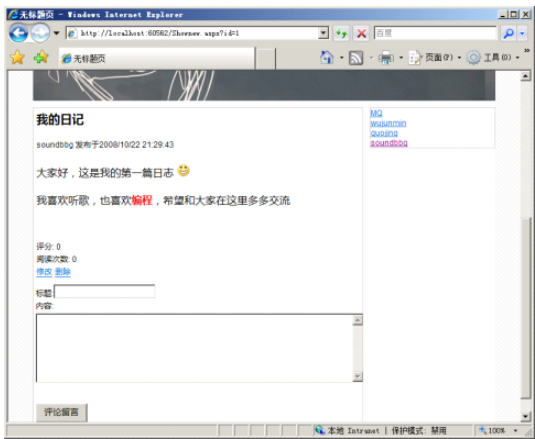 无标题页 - Windows Internet Explorer
http://localhost:60562/Shownew.aspx?id=1
百度
无标题页
页面(P)
工具(O)
我的日记
soundbbg 发布于2008/10/22 21:29:43
大家好，这是我的第一篇日志
我喜欢听歌，也喜欢编程，希望和大家在这里多多交流
评分: 0
阅读次数: 0
修改 删除
标题:
内容:
评论留言
MQ
wujunmin
guojing
soundbbg
本地 Intranet | 保护模式: 禁用
100%